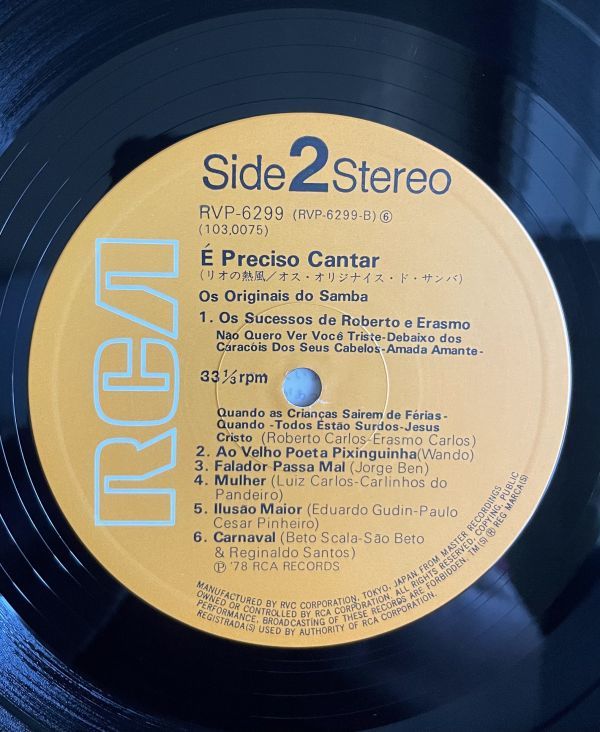 RCA
Side 2 Stereo
RVP-6299 (RVP-6299-B) ⑥
(103,0075)
É Preciso Cantar
(リオの熱風/オス・オリジナイス・ド・サンバ)
Os Originais do Samba
1. Os Sucessos de Roberto e Erasmo
Não Quero Ver Você Triste-Debaixo dos
Caracóis Dos Seus Cabelos-Amada Amante-
33⅓rpm
Quando as Crianças Sairem de Férias-
Quando-Todos Estão Surdos-Jesus
Cristo (Roberto Carlos-Erasmo Carlos)
2. Ao Velho Poeta Pixinguinha(Wando)
3. Falador Passa Mal (Jorge Ben)
4. Mulher (Luiz Carlos-Carlinhos do
Pandeiro)
5. Ilusão Maior (Eduardo Gudin-Paulo
Cesar Pinheiro)
6. Carnaval (Beto Scala-São Beto
& Reginaldo Santos)
Ⓟ '78 RCA RECORDS
MANUFACTURED BY RVC CORPORATION, TOKYO, JAPAN FROM MASTER RECORDINGS
OWNED OR CONTROLLED BY RCA CORPORATION. ALL RIGHTS RESERVED, COPYING, PUBLIC
PERFORMANCE, BROADCASTING OF THESE RECORDS ARE FORBIDDEN, TM(S) ® REG MARCA(S)
REGISTRADA(S) USED BY AUTHORITY OF RCA CORPORATION.